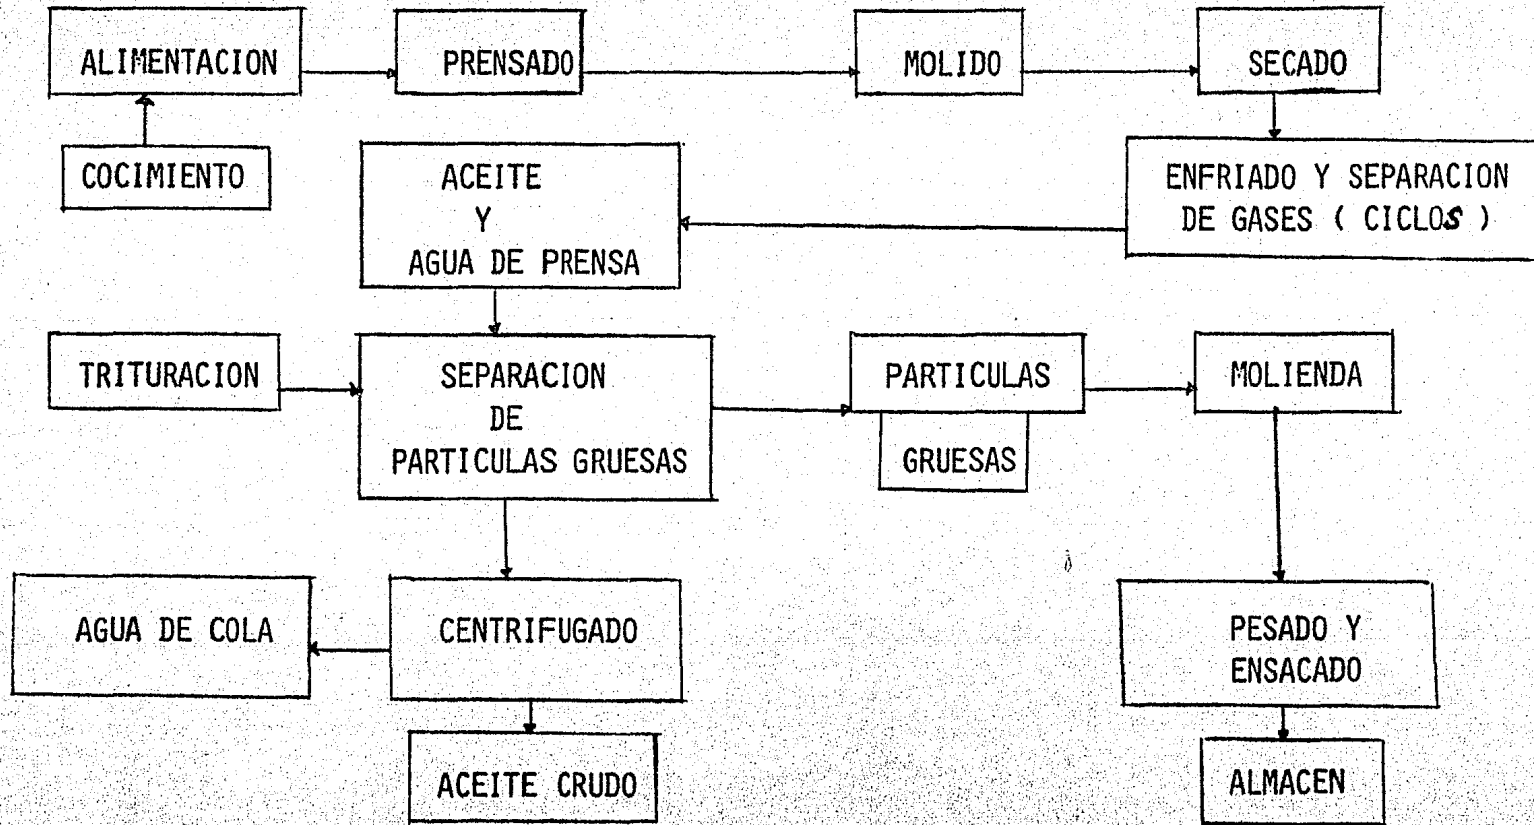 ALIMENTACION
PRENSADO
MOLIDO
SECADO
COCIMIENTO
ACEITE
Y
AGUA DE PRENSA
ENFRIADO Y SEPARACION
DE GASES ( CICLOS )
TRITURACION
SEPARACION
DE
PARTICULAS GRUESAS
PARTICULAS
GRUESAS
MOLIENDA
AGUA DE COLA
CENTRIFUGADO
PESADO Y
ENSACADO
ACEITE CRUDO
ALMACEN